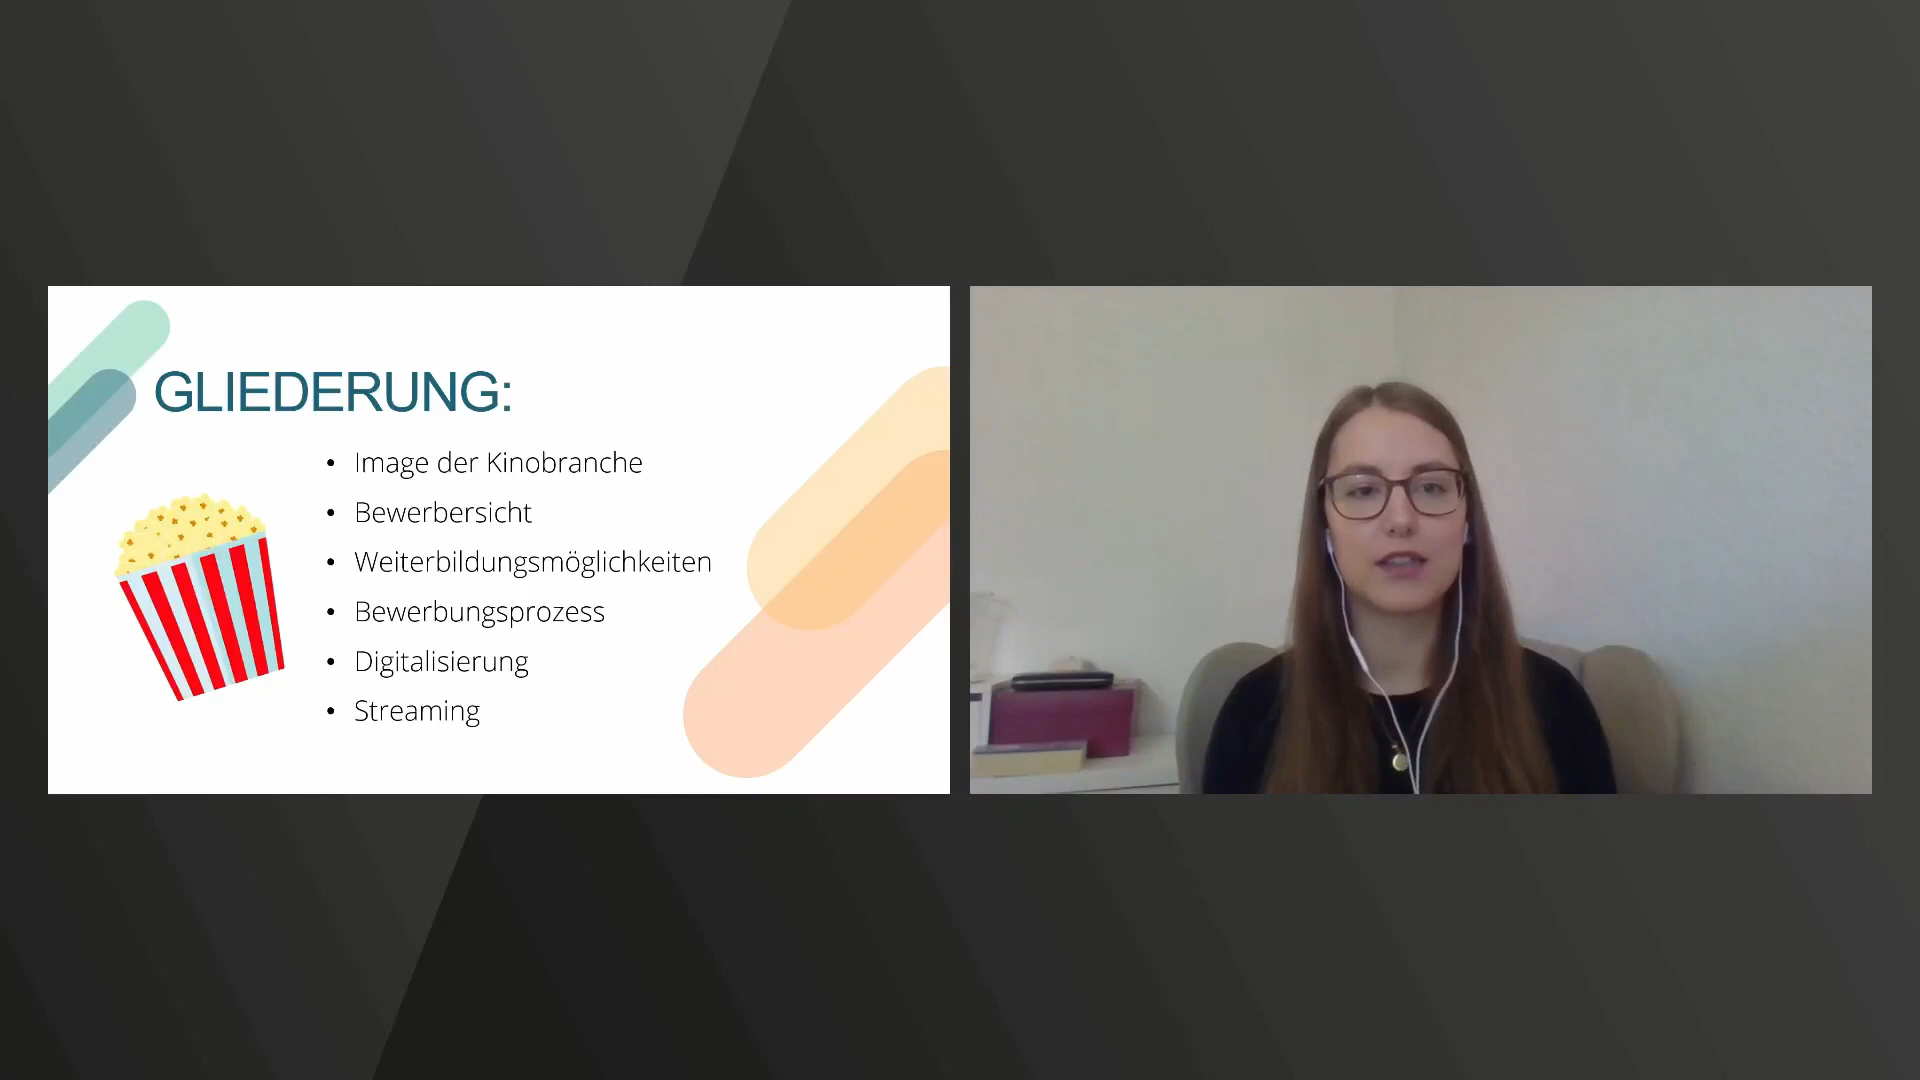 GLIEDERUNG:
• Image der Kinobranche
• Bewerbersicht
• Weiterbildungsmöglichkeiten
• Bewerbungsprozess
• Digitalisierung
• Streaming